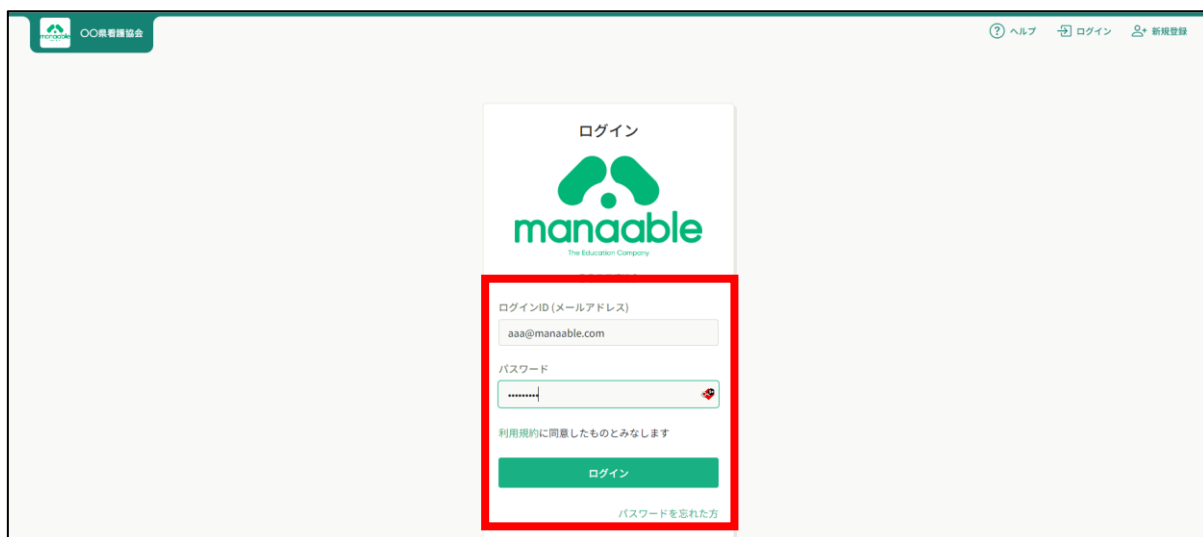 manaable
〇〇県看護協会
ヘルプ
ログイン
新規登録
ログイン
manaable
The Education Company
ログインID (メールアドレス)
aaa@manaable.com
パスワード
•••••••••
利用規約に同意したものとみなします
ログイン
パスワードを忘れた方